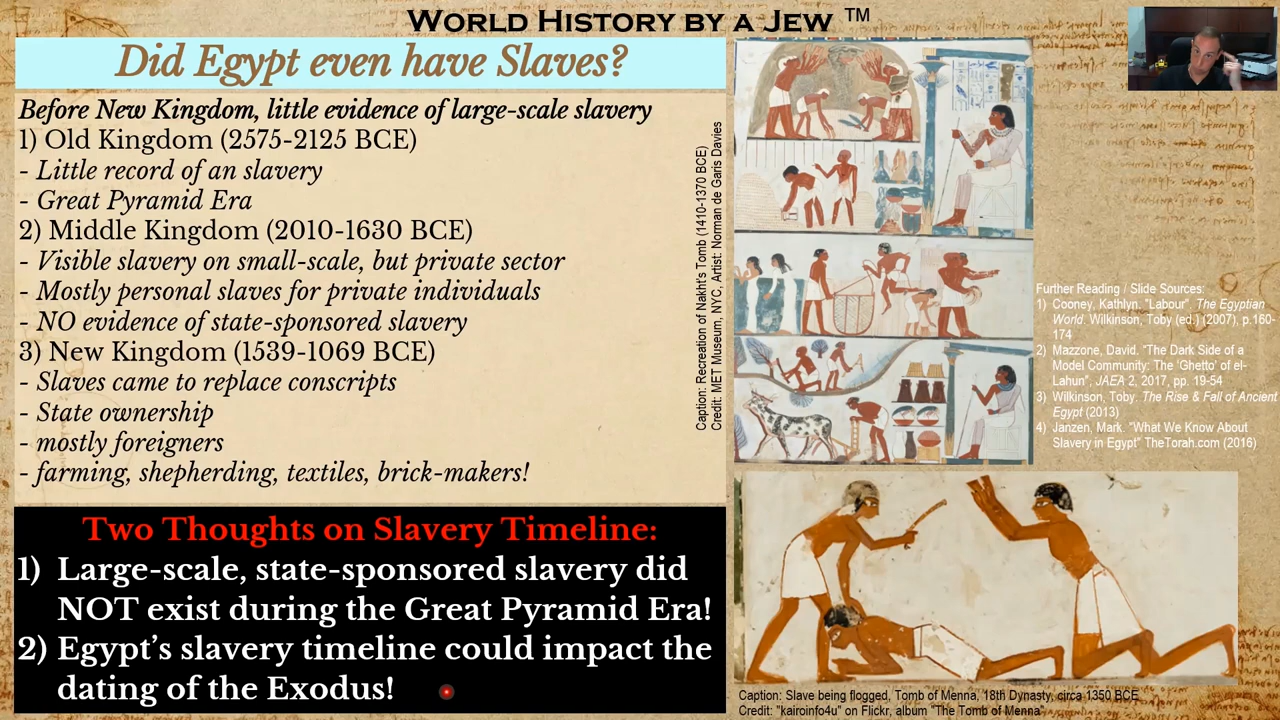 World History by a Jew ™
Did Egypt even have Slaves?
Before New Kingdom, little evidence of large-scale slavery
1) Old Kingdom (2575-2125 BCE)
- Little record of an slavery
- Great Pyramid Era
2) Middle Kingdom (2010-1630 BCE)
- Visible slavery on small-scale, but private sector
- Mostly personal slaves for private individuals
- NO evidence of state-sponsored slavery
3) New Kingdom (1539-1069 BCE)
- Slaves came to replace conscripts
- State ownership
- mostly foreigners
- farming, shepherding, textiles, brick-makers!
Two Thoughts on Slavery Timeline:
1) Large-scale, state-sponsored slavery did
NOT exist during the Great Pyramid Era!
2) Egypt's slavery timeline could impact the
dating of the Exodus!
Caption: Recreation of Nakht's Tomb (1410-1370 BCE)
Credit: MET Museum, NYC, Artist: Norman de Garis Davies
Further Reading / Slide Sources:
1) Cooney, Kathlyn. "Labour". The Egyptian
World. Wilkinson, Toby (ed.) (2007), p.160-
174
2) Mazzone, David. "The Dark Side of a
Model Community: The 'Ghetto' of el-
Lahun", JAEA 2, 2017, pp. 19-54
3) Wilkinson, Toby. The Rise & Fall of Ancient
Egypt (2013)
4) Janzen, Mark. "What We Know About
Slavery in Egypt" TheTorah.com (2016)
Caption: Slave being flogged, Tomb of Menna, 18th Dynasty, circa 1350 BCE
Credit: "kairoinfo4u" on Flickr, album "The Tomb of Menna"